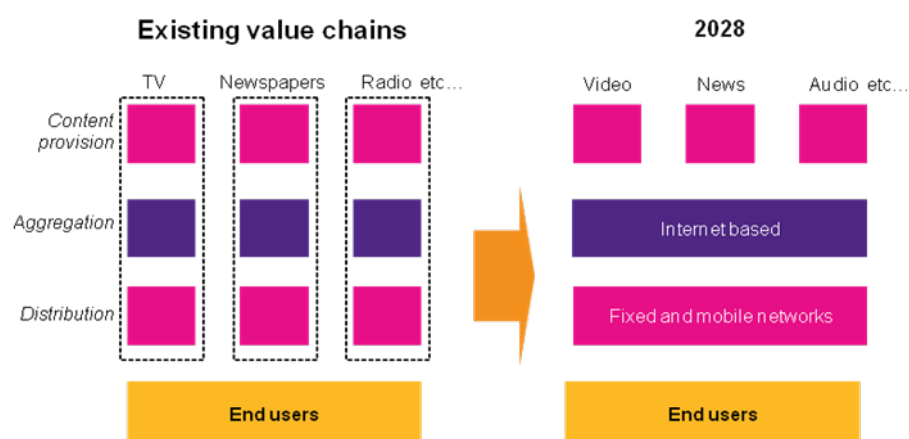 Existing value chains
2028
TV
Newspapers
Radio etc...
Video
News
Audio etc...
Content
provision
Aggregation
Internet based
Distribution
Fixed and mobile networks
End users
End users